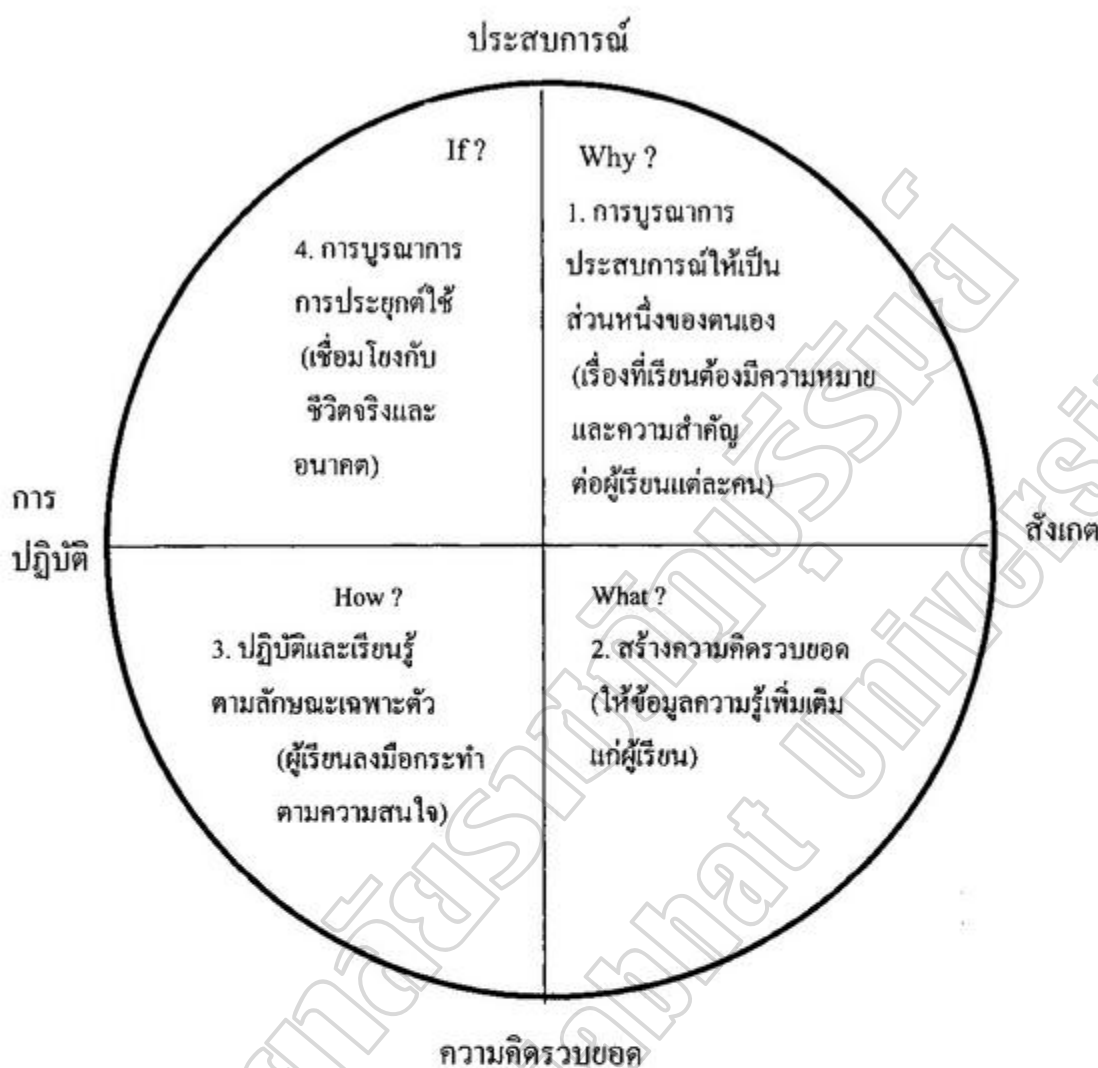 ประสบการณ์
If ?
4. การบูรณาการ
การประยุกต์ใช้
(เชื่อมโยงกับ
ชีวิตจริงและ
อนาคต)
Why ?
1. การบูรณาการ
ประสบการณ์ให้เป็น
ส่วนหนึ่งของตนเอง
(เรื่องที่เรียนต้องมีความหมาย
และความสำคัญ
ต่อผู้เรียนแต่ละคน)
การ
ปฏิบัติ
สังเกต
How ?
3. ปฏิบัติและเรียนรู้
ตามลักษณะเฉพาะตัว
(ผู้เรียนลงมือกระทำ
ตามความสนใจ)
What ?
2. สร้างความคิดรวบยอด
(ให้ข้อมูลความรู้เพิ่มเติม
แก่ผู้เรียน)
ความคิดรวบยอด